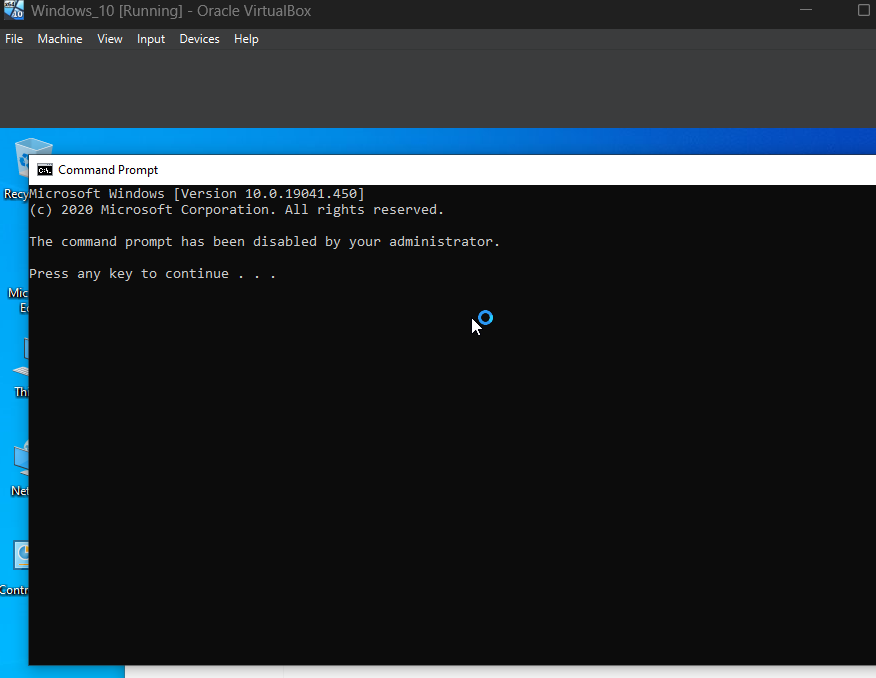 Windows_10 [Running] - Oracle VirtualBox
File Machine View Input Devices Help
Command Prompt
Recy
Microsoft Windows [Version 10.0.19041.450]
(c) 2020 Microsoft Corporation. All rights reserved.
The command prompt has been disabled by your administrator.
Press any key to continue . . .
Mic
Ed
Thi
Net
Contr